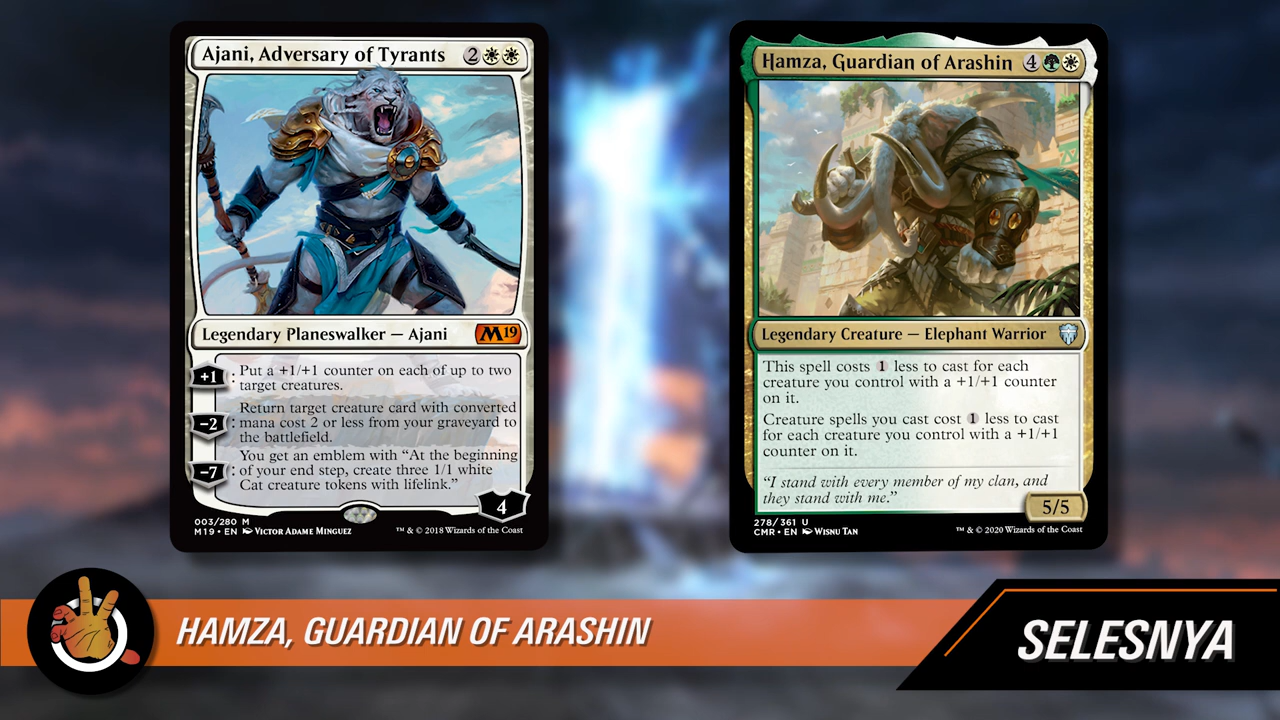 Ajani, Adversary of Tyrants 2
Legendary Planeswalker — Ajani M19
+1 : Put a +1/+1 counter on each of up to two
target creatures.
Return target creature card with converted
−2 : mana cost 2 or less from your graveyard to
the battlefield.
You get an emblem with “At the beginning
−7 : of your end step, create three 1/1 white
Cat creature tokens with lifelink.”
4
003/280 M
M19 • EN Victor Adame Minguez
™ & © 2018 Wizards of the Coast
Hamza, Guardian of Arashin 4
Legendary Creature — Elephant Warrior
This spell costs 1 less to cast for each
creature you control with a +1/+1 counter
on it.
Creature spells you cast cost 1 less to cast
for each creature you control with a +1/+1
counter on it.
“I stand with every member of my clan, and
they stand with me.”
5/5
278/361 U
CMR • EN Wisnu Tan
™ & © 2020 Wizards of the Coast
HAMZA, GUARDIAN OF ARASHIN
SELESNYA